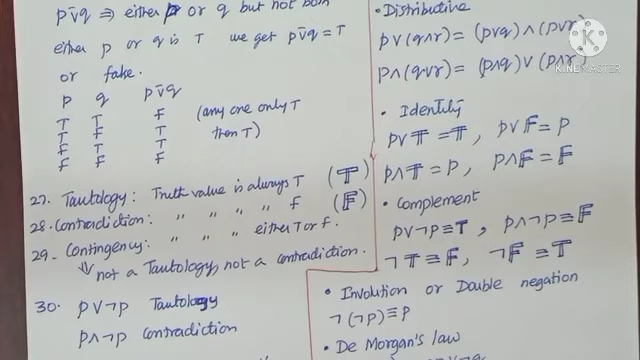 p⊽q ⇒ either p or q but not both
either p or q is T we get p⊽q = T
or fake.
p q p⊽q
T T F (any one only T
T F T then T)
F T T
F F F
27. Tautology: Truth value is always T (𝕋)
28. Contradiction: " " " " F (𝔽)
29. Contingency: " " " either T or f.
⇓ not a Tautology, not a contradiction.
30. p∨¬p Tautology
p∧¬p contradiction
• Distributive
p∨(q∧r) = (p∨q)∧(p∨r)
p∧(q∨r) = (p∧q)∨(p∧r)
• Identity
p∨𝕋 = 𝕋, p∨𝔽 = p
p∧𝕋 = p, p∧𝔽 = 𝔽
• Complement
p∨¬p ≡ 𝕋, p∧¬p ≡ 𝔽
¬𝕋 ≡ 𝔽, ¬𝔽 ≡ 𝕋
• Involution or Double negation
¬(¬p) ≡ p
• De Morgan's law
K
KINEMASTER